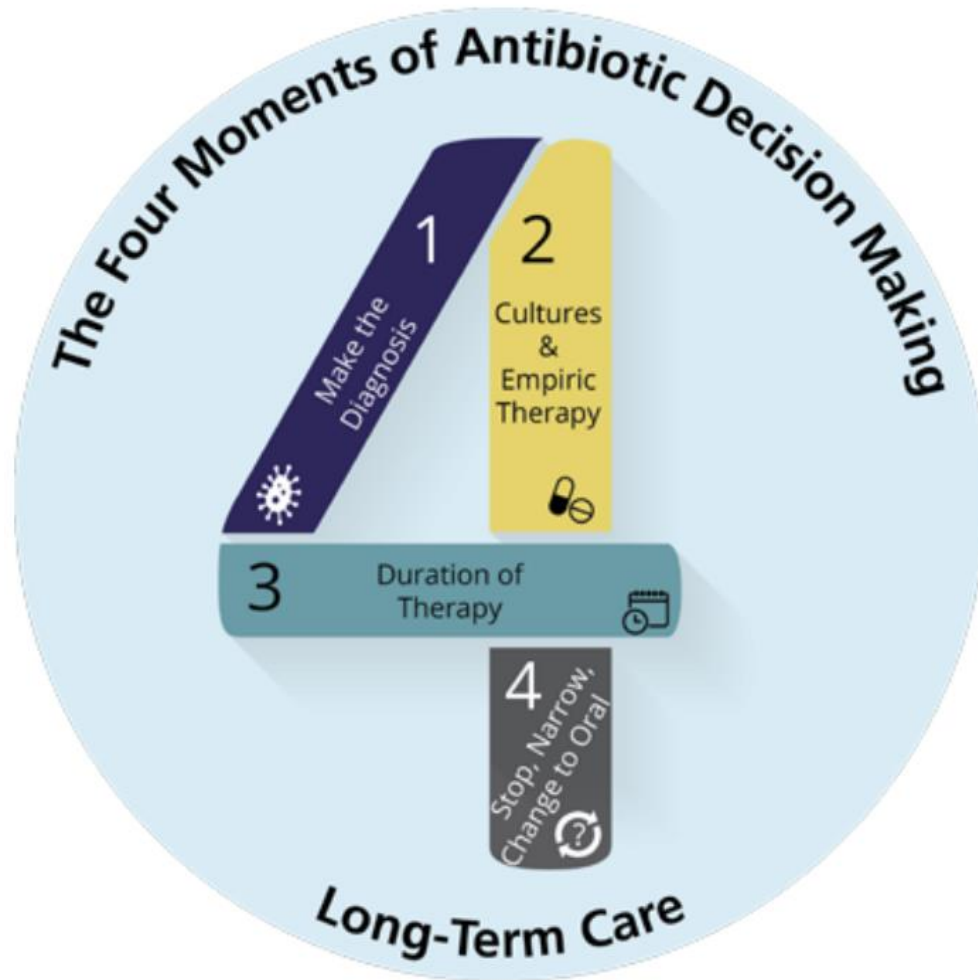 The Four Moments of Antibiotic Decision Making
1
Make the
Diagnosis
2
Cultures
&
Empiric
Therapy
3
Duration of
Therapy
4
Stop, Narrow,
Change to Oral
?
Long-Term Care